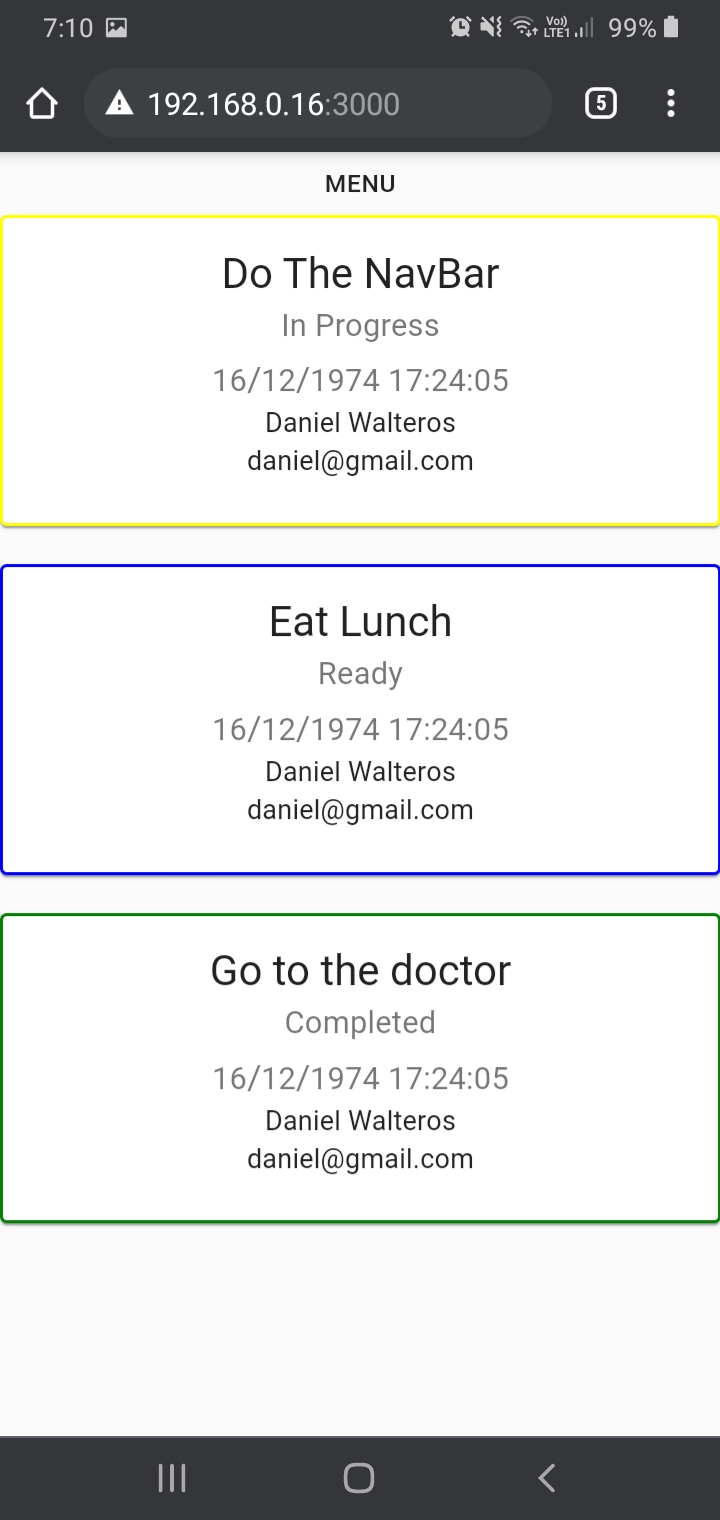 7:10 Vo)) LTE1 99%
192.168.0.16:3000 5
MENU
Do The NavBar
In Progress
16/12/1974 17:24:05
Daniel Walteros
daniel@gmail.com
Eat Lunch
Ready
16/12/1974 17:24:05
Daniel Walteros
daniel@gmail.com
Go to the doctor
Completed
16/12/1974 17:24:05
Daniel Walteros
daniel@gmail.com